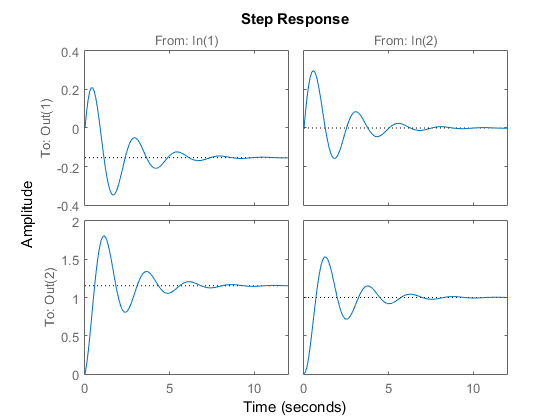 Step Response
From: In(1)
From: In(2)
0.4
0.2
0
-0.2
-0.4
To: Out(1)
Amplitude
2
1.5
1
0.5
0
To: Out(2)
0
5
10
0
5
10
Time (seconds)